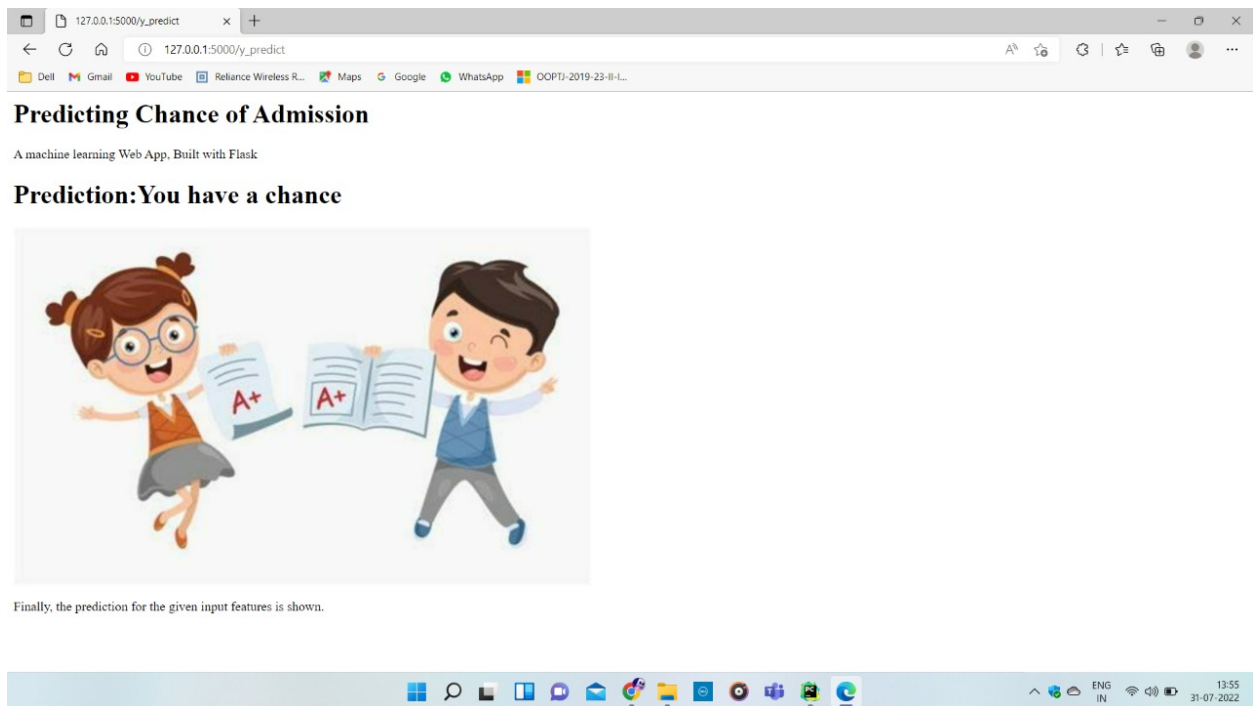 127.0.0.1:5000/y_predict
127.0.0.1:5000/y_predict
Dell Gmail YouTube Reliance Wireless R... Maps Google WhatsApp OOPTJ-2019-23-II-I...
Predicting Chance of Admission
A machine learning Web App, Built with Flask
Prediction:You have a chance
A+ A+
Finally, the prediction for the given input features is shown.
ENG 13:55
IN 31-07-2022